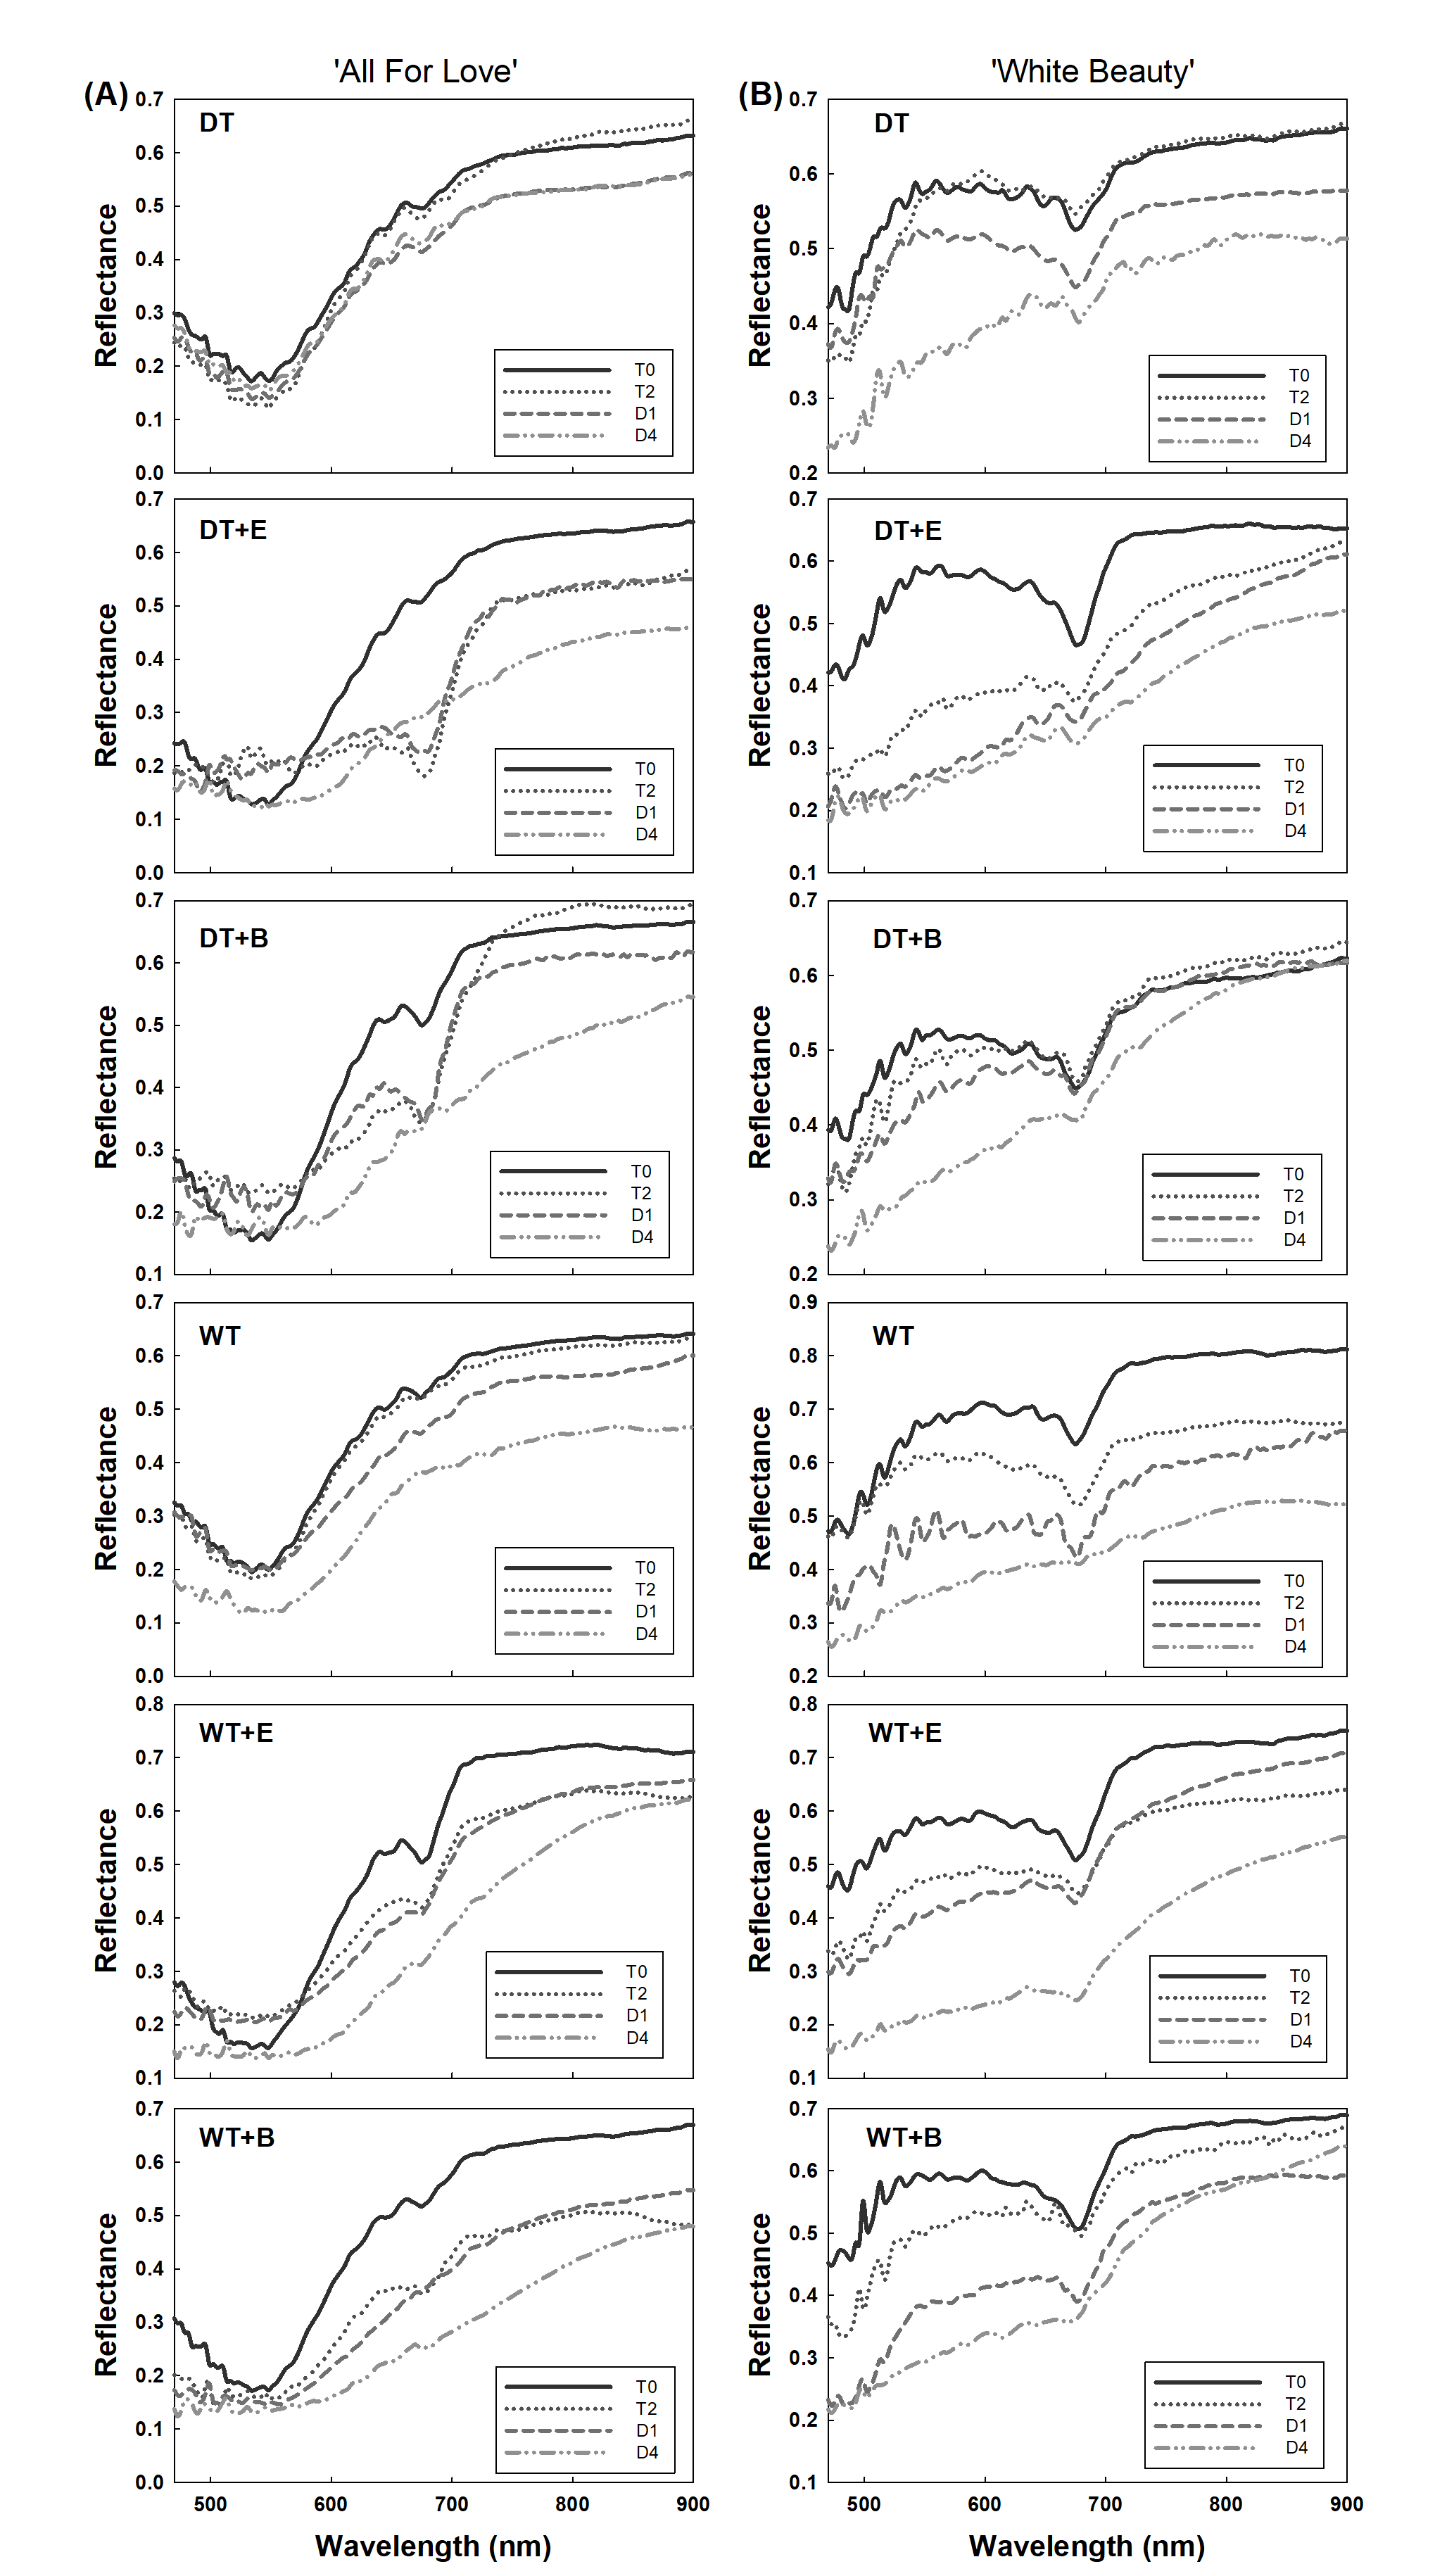 'All For Love' 'White Beauty'
(A) (B)
DT
Reflectance
0.7
0.6
0.5
0.4
0.3
0.2
0.1
0.0
T0
T2
D1
D4
DT
Reflectance
0.7
0.6
0.5
0.4
0.3
0.2
T0
T2
D1
D4
DT+E
Reflectance
0.7
0.6
0.5
0.4
0.3
0.2
0.1
0.0
T0
T2
D1
D4
DT+E
Reflectance
0.7
0.6
0.5
0.4
0.3
0.2
0.1
T0
T2
D1
D4
DT+B
Reflectance
0.7
0.6
0.5
0.4
0.3
0.2
0.1
T0
T2
D1
D4
DT+B
Reflectance
0.7
0.6
0.5
0.4
0.3
0.2
T0
T2
D1
D4
WT
Reflectance
0.7
0.6
0.5
0.4
0.3
0.2
0.1
0.0
T0
T2
D1
D4
WT
Reflectance
0.9
0.8
0.7
0.6
0.5
0.4
0.3
0.2
T0
T2
D1
D4
WT+E
Reflectance
0.8
0.7
0.6
0.5
0.4
0.3
0.2
0.1
T0
T2
D1
D4
WT+E
Reflectance
0.8
0.7
0.6
0.5
0.4
0.3
0.2
0.1
T0
T2
D1
D4
WT+B
Reflectance
0.7
0.6
0.5
0.4
0.3
0.2
0.1
0.0
T0
T2
D1
D4
500 600 700 800 900
Wavelength (nm)
WT+B
Reflectance
0.7
0.6
0.5
0.4
0.3
0.2
0.1
T0
T2
D1
D4
500 600 700 800 900
Wavelength (nm)